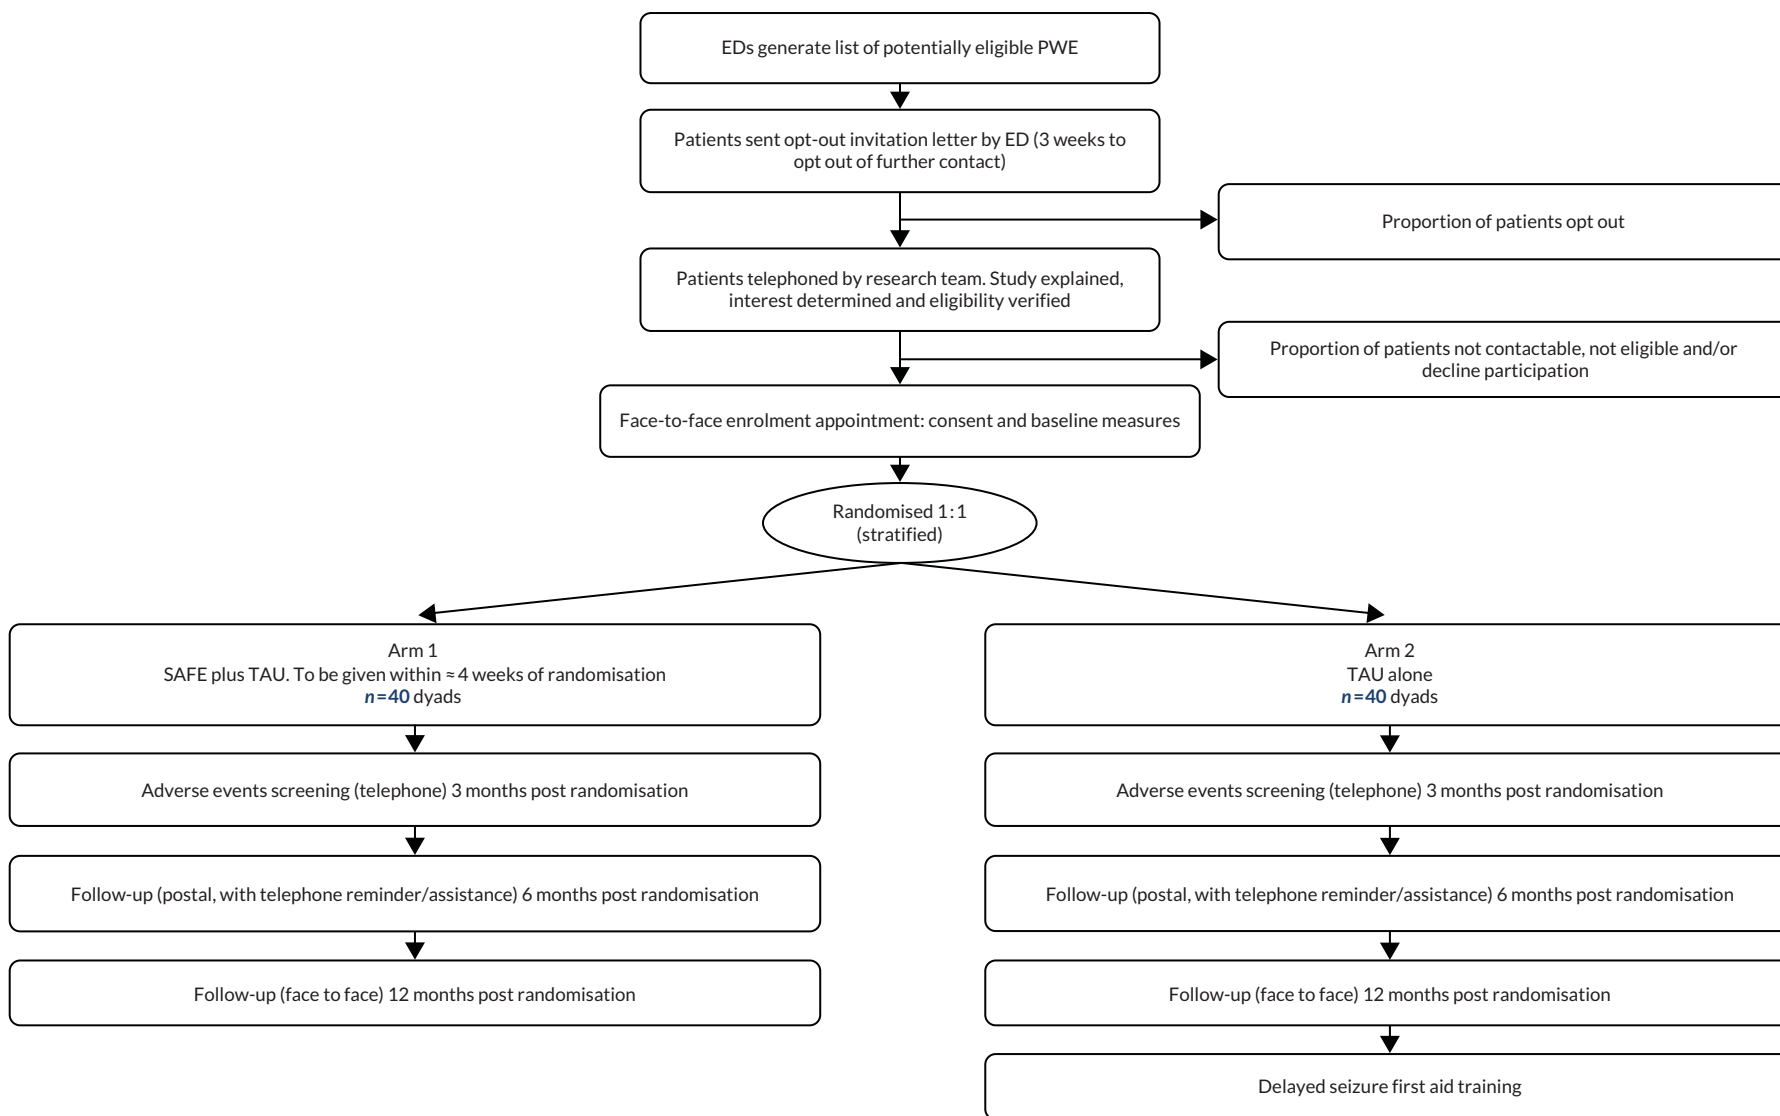 EDs generate list of potentially eligible PWE
Patients sent opt-out invitation letter by ED (3 weeks to
opt out of further contact)
Proportion of patients opt out
Patients telephoned by research team. Study explained,
interest determined and eligibility verified
Proportion of patients not contactable, not eligible and/or
decline participation
Face-to-face enrolment appointment: consent and baseline measures
Randomised 1:1
(stratified)
Arm 1
SAFE plus TAU. To be given within ≈ 4 weeks of randomisation
n=40 dyads
Adverse events screening (telephone) 3 months post randomisation
Follow-up (postal, with telephone reminder/assistance) 6 months post randomisation
Follow-up (face to face) 12 months post randomisation
Arm 2
TAU alone
n=40 dyads
Adverse events screening (telephone) 3 months post randomisation
Follow-up (postal, with telephone reminder/assistance) 6 months post randomisation
Follow-up (face to face) 12 months post randomisation
Delayed seizure first aid training